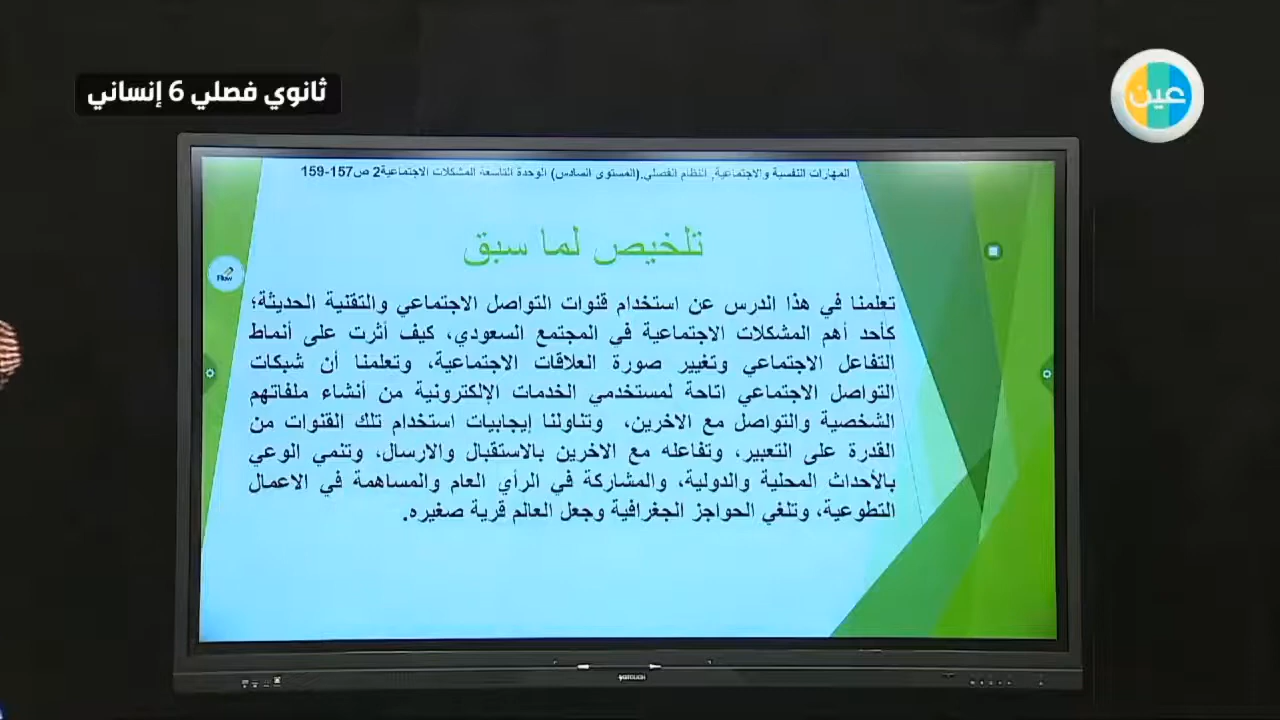 ثانوي فصلي 6 إنساني
عين
المهارات النفسية والاجتماعية, النظام الفصلي.(المستوى السادس) الوحدة التاسعة المشكلات الاجتماعية2 ص157-159
تلخيص لما سبق
Flow
تعلمنا في هذا الدرس عن استخدام قنوات التواصل الاجتماعي والتقنية الحديثة؛
كأحد أهم المشكلات الاجتماعية في المجتمع السعودي، كيف أثرت على أنماط
التفاعل الاجتماعي وتغيير صورة العلاقات الاجتماعية، وتعلمنا أن شبكات
التواصل الاجتماعي اتاحة لمستخدمي الخدمات الإلكترونية من أنشاء ملفاتهم
الشخصية والتواصل مع الاخرين، وتناولنا إيجابيات استخدام تلك القنوات من
القدرة على التعبير، وتفاعله مع الاخرين بالاستقبال والارسال، وتنمي الوعي
بالأحداث المحلية والدولية، والمشاركة في الرأي العام والمساهمة في الاعمال
التطوعية، وتلغي الحواجز الجغرافية وجعل العالم قرية صغيره.